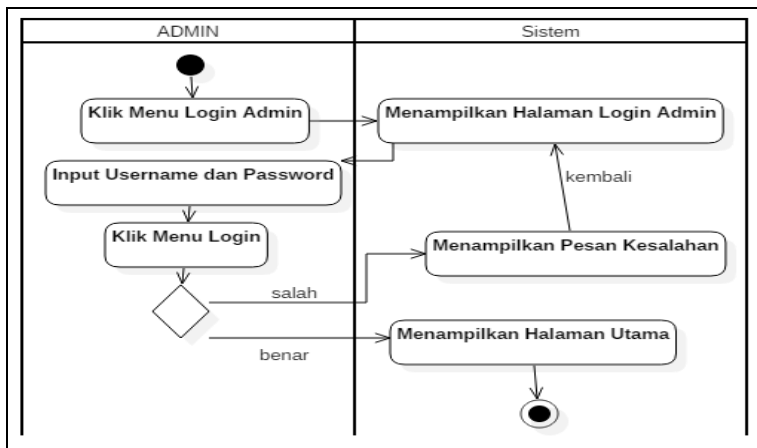 ADMIN
Sistem
Klik Menu Login Admin
Menampilkan Halaman Login Admin
Input Username dan Password
kembali
Klik Menu Login
Menampilkan Pesan Kesalahan
salah
Menampilkan Halaman Utama
benar